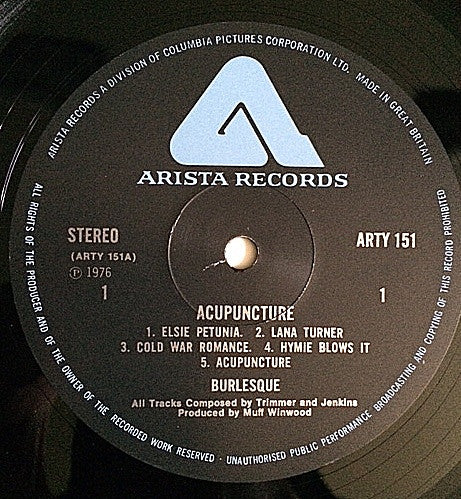 ARISTA RECORDS A DIVISION OF COLUMBIA PICTURES CORPORATION LTD. MADE IN GREAT BRITAIN
ARISTA RECORDS
STEREO
ARTY 151
(ARTY 151A)
℗ 1976
1
1
ACUPUNCTURE
1. ELSIE PETUNIA. 2. LANA TURNER
3. COLD WAR ROMANCE. 4. HYMIE BLOWS IT
5. ACUPUNCTURE
BURLESQUE
All Tracks Composed by Trimmer and Jenkins
Produced by Muff Winwood
ALL RIGHTS OF THE PRODUCER AND OF THE OWNER OF THE RECORDED WORK RESERVED · UNAUTHORISED PUBLIC PERFORMANCE BROADCASTING AND COPYING OF THIS RECORD PROHIBITED